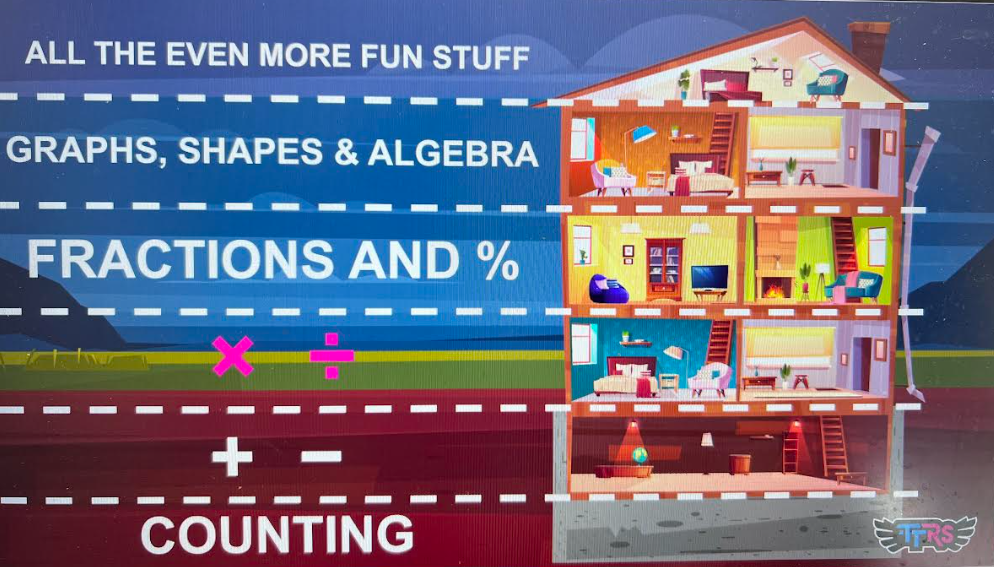 ALL THE EVEN MORE FUN STUFF
GRAPHS, SHAPES & ALGEBRA
FRACTIONS AND %
× ÷
+ −
COUNTING
TTRS